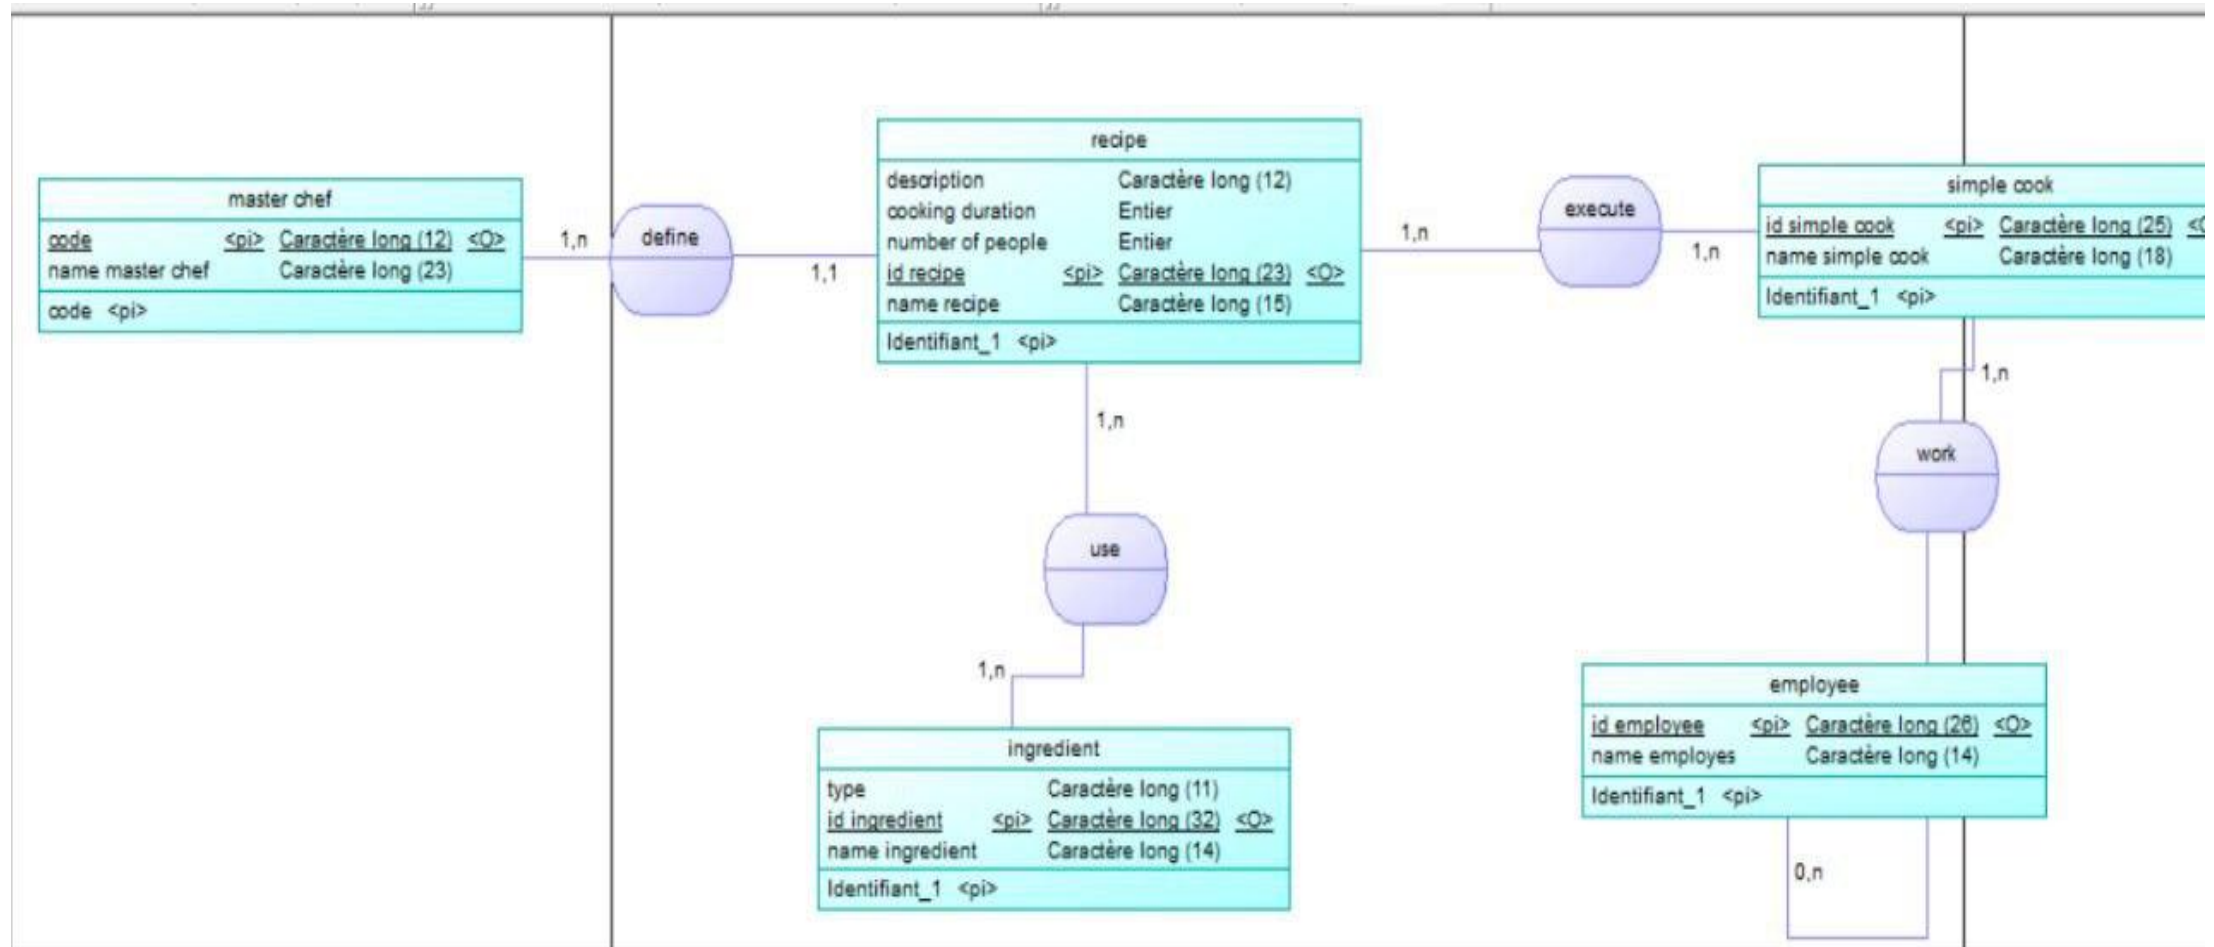 master chef
code <pi> Caractère long (12) <O>
name master chef Caractère long (23)
code <pi>
1,n
define
1,1
recipe
description Caractère long (12)
cooking duration Entier
number of people Entier
id recipe <pi> Caractère long (23) <O>
name recipe Caractère long (15)
Identifiant_1 <pi>
1,n
execute
1,n
simple cook
id simple cook <pi> Caractère long (25)
name simple cook Caractère long (18)
Identifiant_1 <pi>
1,n
work
1,n
use
1,n
ingredient
type Caractère long (11)
id ingredient <pi> Caractère long (32) <O>
name ingredient Caractère long (14)
Identifiant_1 <pi>
employee
id employee <pi> Caractère long (26) <O>
name employes Caractère long (14)
Identifiant_1 <pi>
0,n